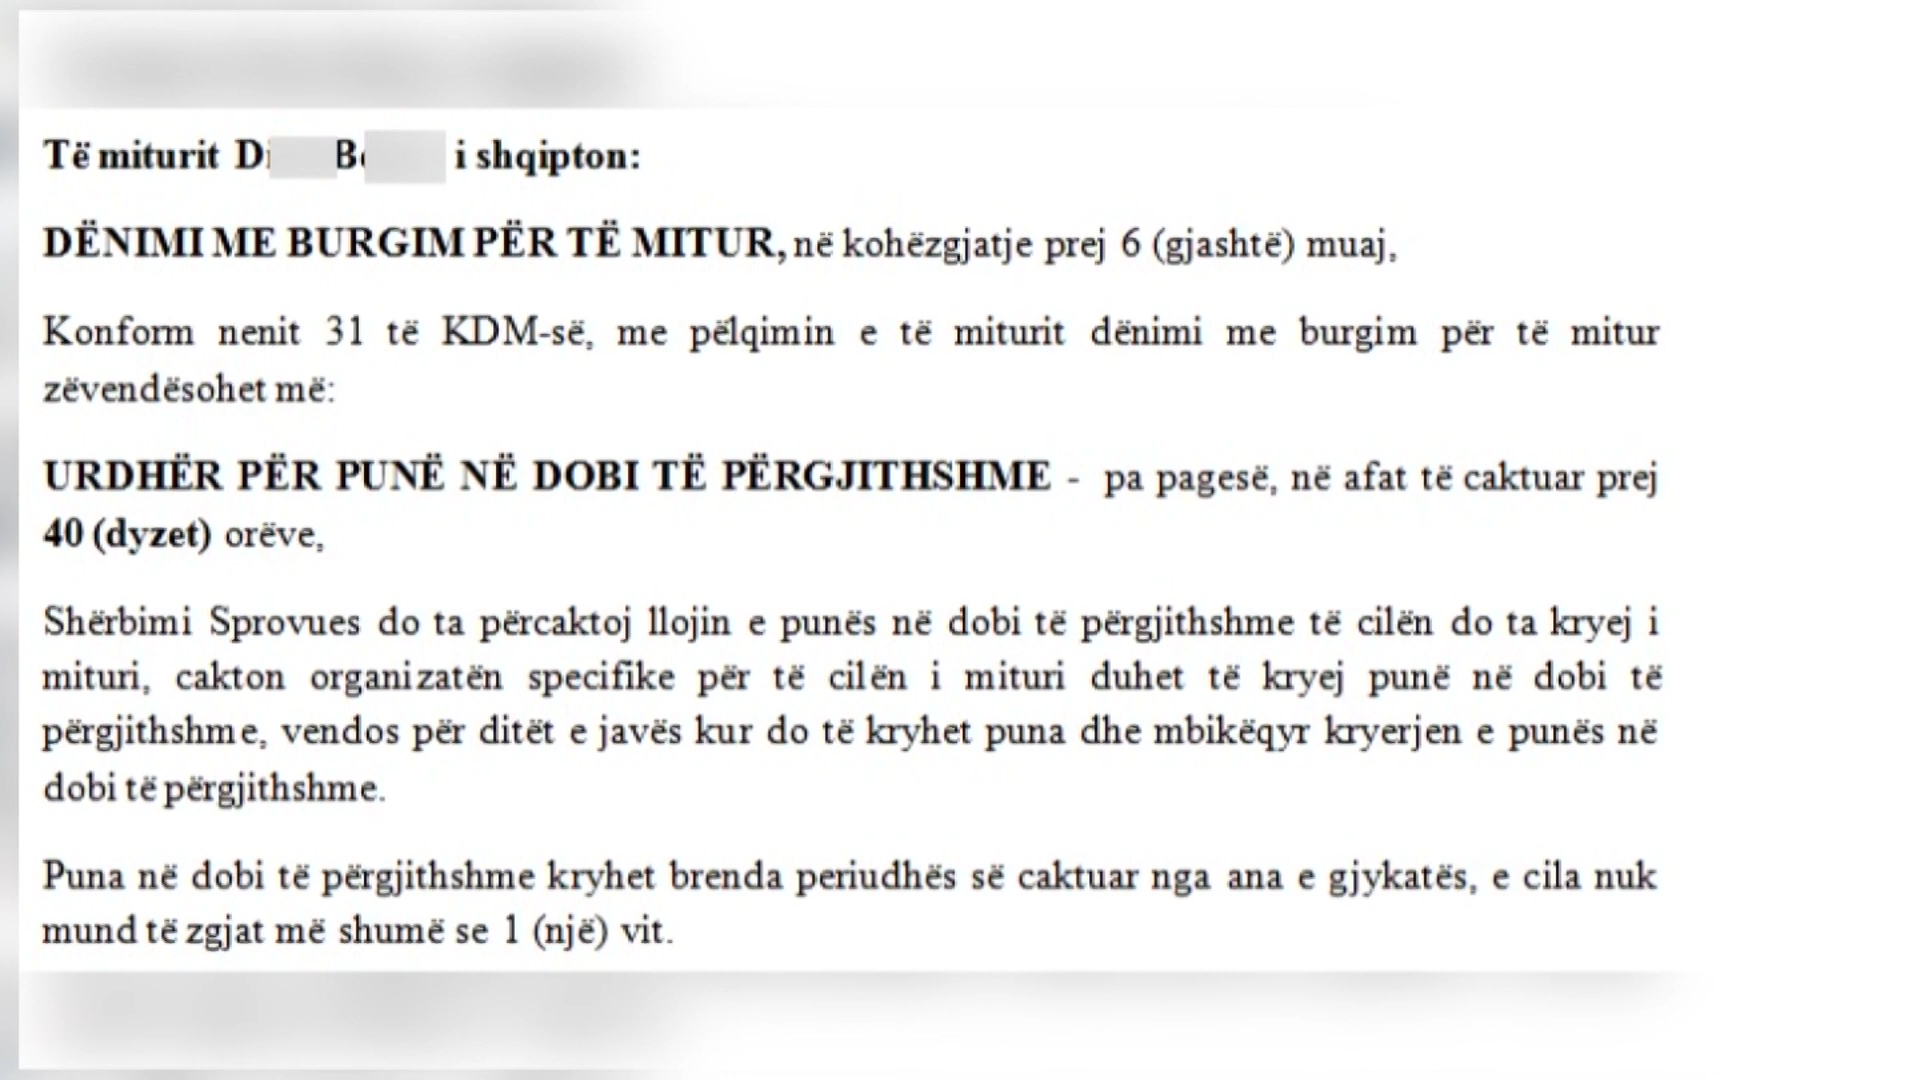 Të miturit Di B i shqipton:
DËNIMI ME BURGIM PËR TË MITUR, në kohëzgjatje prej 6 (gjashtë) muaj,
Konform nenit 31 të KDM-së, me pëlqimin e të miturit dënimi me burgim për të mitur
zëvendësohet më:
URDHËR PËR PUNË NË DOBI TË PËRGJITHSHME - pa pagesë, në afat të caktuar prej
40 (dyzet) orëve,
Shërbimi Sprovues do ta përcaktoj llojin e punës në dobi të përgjithshme të cilën do ta kryej i
mituri, cakton organizatën specifike për të cilën i mituri duhet të kryej punë në dobi të
përgjithshme, vendos për ditët e javës kur do të kryhet puna dhe mbikëqyr kryerjen e punës në
dobi të përgjithshme.
Puna në dobi të përgjithshme kryhet brenda periudhës së caktuar nga ana e gjykatës, e cila nuk
mund të zgjat më shumë se 1 (një) vit.